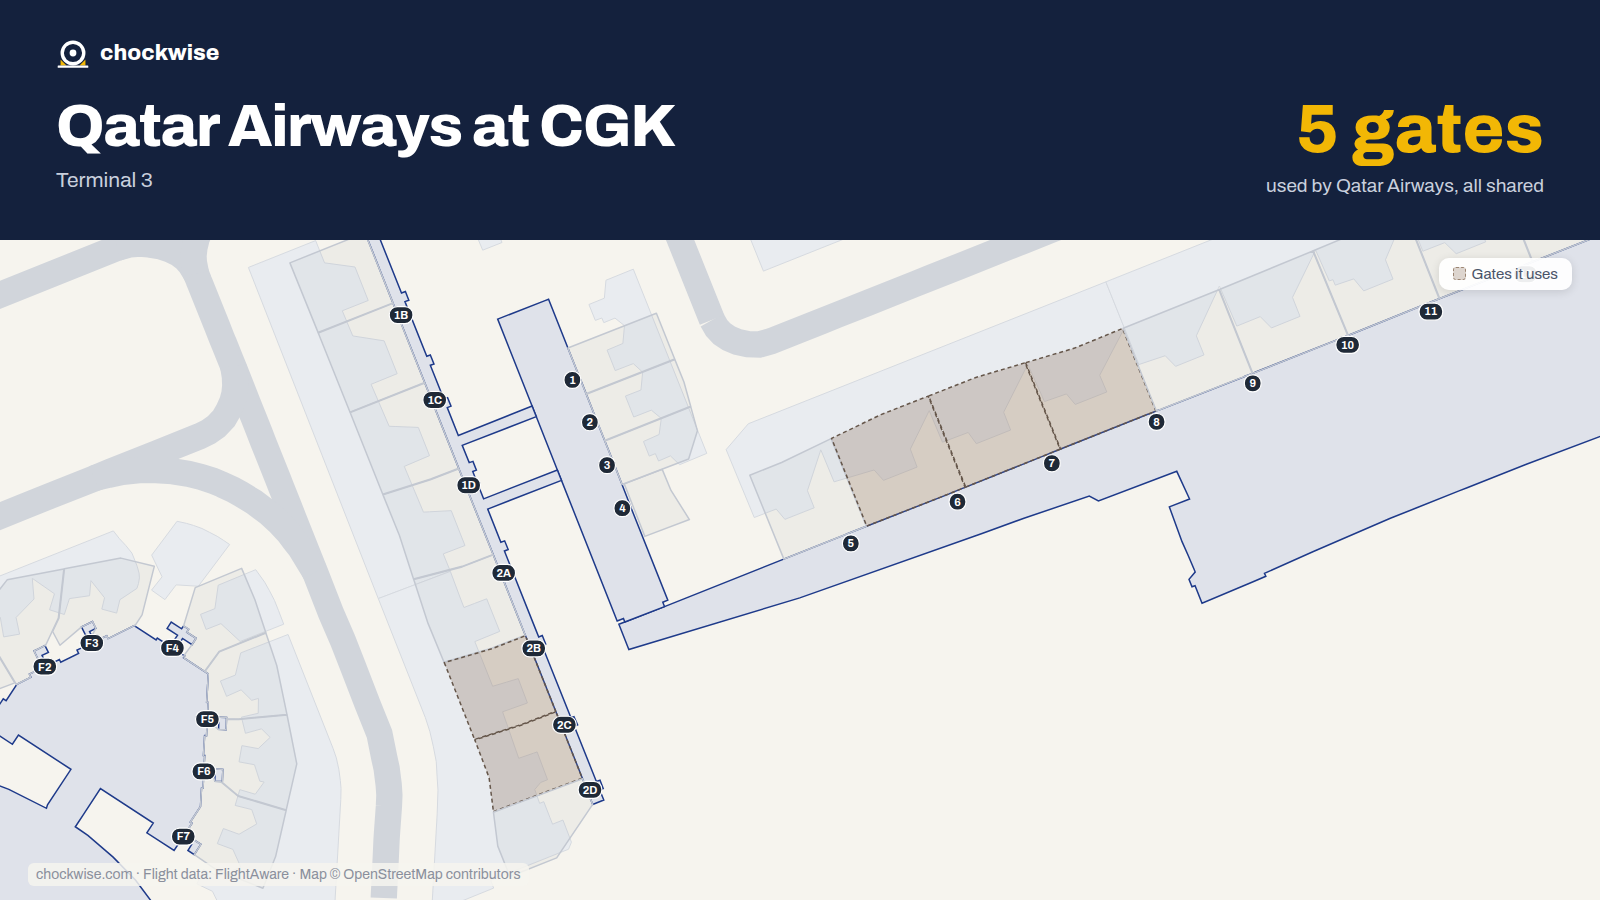 chockwise
Qatar Airways at CGK
Terminal 3
5 gates
used by Qatar Airways, all shared
Gates it uses
1B
1C
1D
2A
2B
2C
2D
1
2
3
4
5
6
7
8
9
10
11
F2
F3
F4
F5
F6
F7
chockwise.com · Flight data: FlightAware · Map © OpenStreetMap contributors